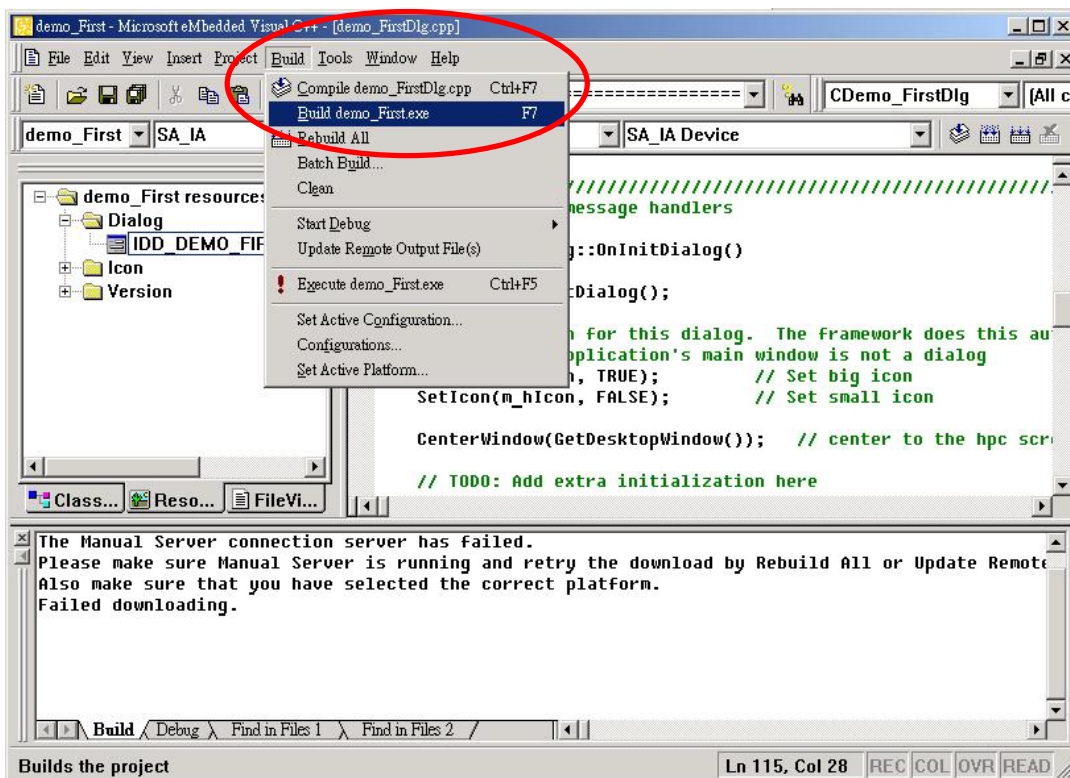 demo_First - Microsoft eMbedded Visual C++ - [demo_FirstDlg.cpp]
File Edit View Insert Project Build Tools Window Help
Compile demo_FirstDlg.cpp Ctrl+F7
Build demo_First.exe F7
Rebuild All
Batch Build...
Clean
Start Debug
Update Remote Output File(s)
Execute demo_First.exe Ctrl+F5
Set Active Configuration...
Configurations...
Set Active Platform...
==================
CDemo_FirstDlg
(All c
demo_First
SA_IA
SA_IA Device
demo_First resources
Dialog
IDD_DEMO_FIR
Icon
Version
Class...
Reso...
FileVi...
////////////////////////////////////////
message handlers
g::OnInitDialog()
tDialog();
n for this dialog.  The framework does this au
pplication's main window is not a dialog
n, TRUE); // Set big icon
SetIcon(m_hIcon, FALSE); // Set small icon
CenterWindow(GetDesktopWindow()); // center to the hpc scr
// TODO: Add extra initialization here
The Manual Server connection server has failed.
Please make sure Manual Server is running and retry the download by Rebuild All or Update Remote
Also make sure that you have selected the correct platform.
Failed downloading.
Build
Debug
Find in Files 1
Find in Files 2
Builds the project
Ln 115, Col 28
REC COL OVR READ